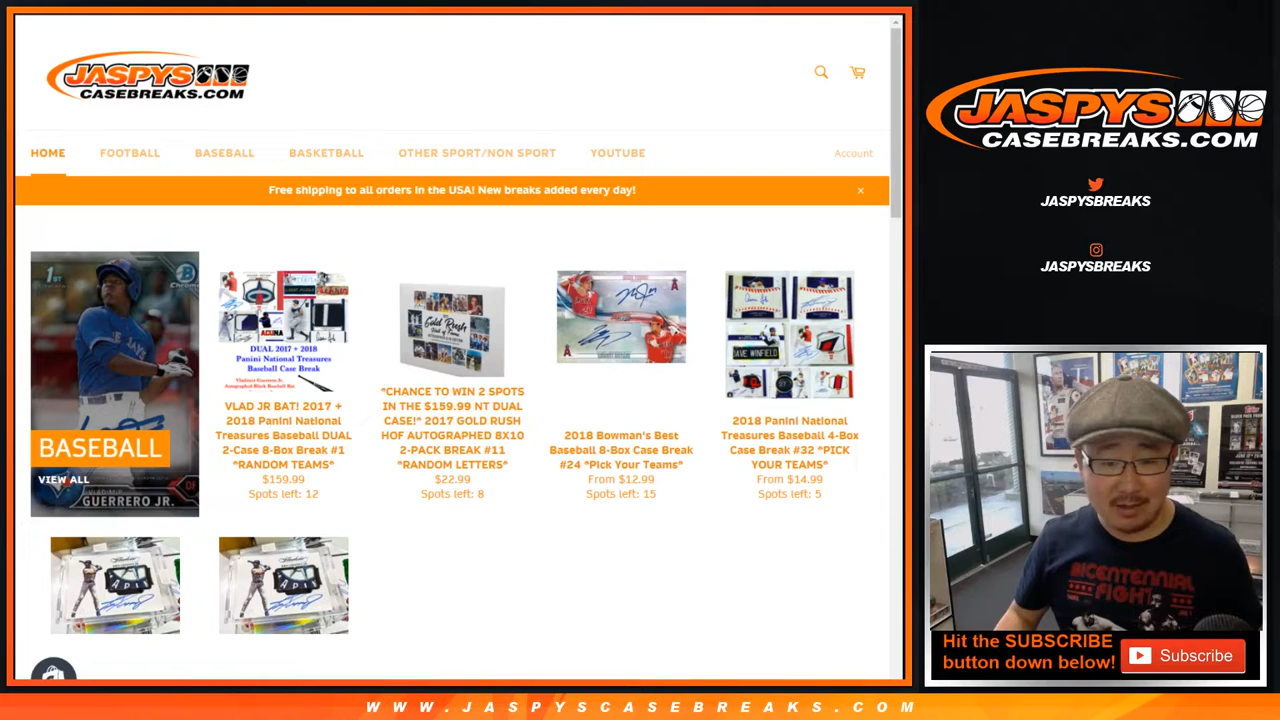 JASPYS
CASEBREAKS.COM
HOME
FOOTBALL
BASEBALL
BASKETBALL
OTHER SPORT/NON SPORT
YOUTUBE
Account
Free shipping to all orders in the USA! New breaks added every day!
1ST
BASEBALL
VIEW ALL
VLADIMIR
GUERRERO JR.
DUAL 2017 + 2018
Panini National
Treasures Baseball
Case Break
VLAD JR BAT! 2017 +
2018 Panini National
Treasures Baseball DUAL
2-Case 8-Box Break #1
*RANDOM TEAMS*
$159.99
Spots left: 12
Gold Rush
*CHANCE TO WIN 2 SPOTS
IN THE $159.99 NT DUAL
CASE!* 2017 GOLD RUSH
HOF AUTOGRAPHED 8X10
2-PACK BREAK #11
*RANDOM LETTERS*
$22.99
Spots left: 8
2018 Bowman's Best
Baseball 8-Box Case Break
#24 *Pick Your Teams*
From $12.99
Spots left: 15
DAVE WINFIELD
2018 Panini National
Treasures Baseball 4-Box
Case Break #32 *PICK
YOUR TEAMS*
From $14.99
Spots left: 5
JASPYS
CASEBREAKS.COM
JASPYSBREAKS
JASPYSBREAKS
BICENTENNIAL
FIGHT
Hit the SUBSCRIBE
button down below!
Subscribe
WWW.JASPYSCASEBREAKS.COM